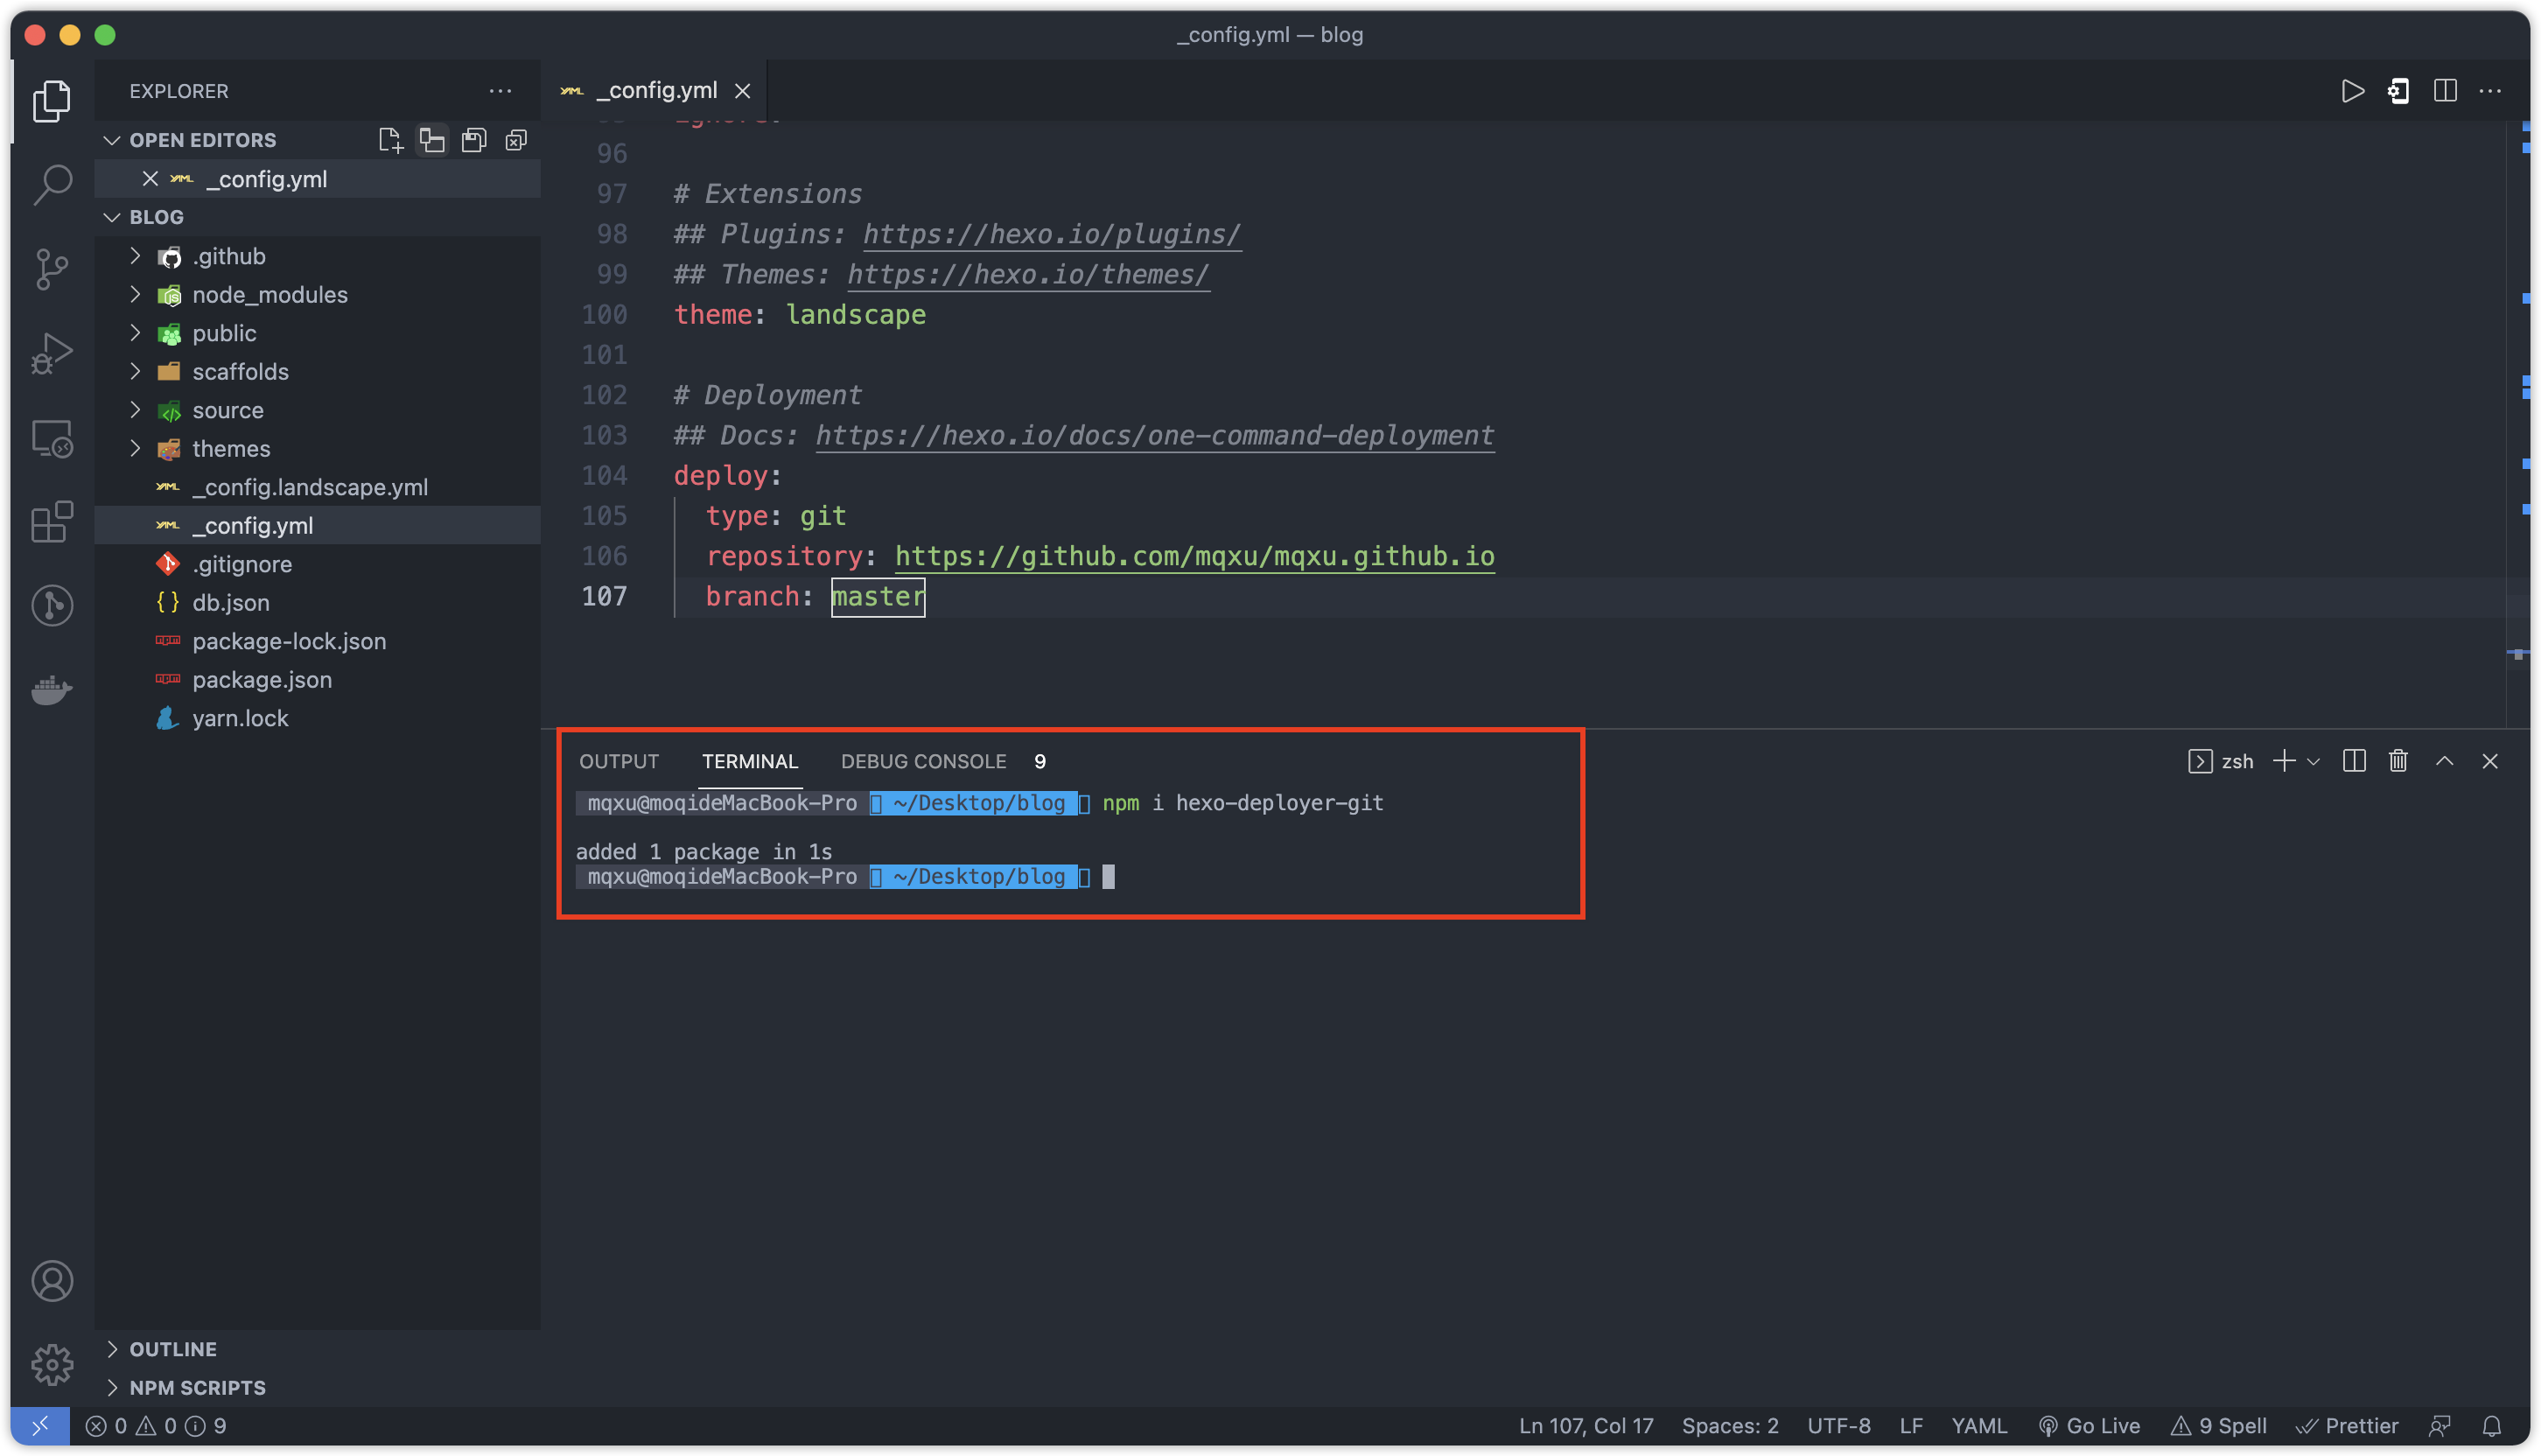 _config.yml — blog
EXPLORER
OPEN EDITORS
_config.yml
BLOG
.github
node_modules
public
scaffolds
source
themes
_config.landscape.yml
_config.yml
.gitignore
db.json
package-lock.json
package.json
yarn.lock
OUTLINE
NPM SCRIPTS
_config.yml
96
97 # Extensions
98 ## Plugins: https://hexo.io/plugins/
99 ## Themes: https://hexo.io/themes/
100 theme: landscape
101
102 # Deployment
103 ## Docs: https://hexo.io/docs/one-command-deployment
104 deploy:
105 type: git
106 repository: https://github.com/mqxu/mqxu.github.io
107 branch: master
OUTPUT TERMINAL DEBUG CONSOLE 9
zsh
mqxu@moqideMacBook-Pro ~/Desktop/blog npm i hexo-deployer-git
added 1 package in 1s
mqxu@moqideMacBook-Pro ~/Desktop/blog
0 0 9
Ln 107, Col 17 Spaces: 2 UTF-8 LF YAML Go Live 9 Spell Prettier